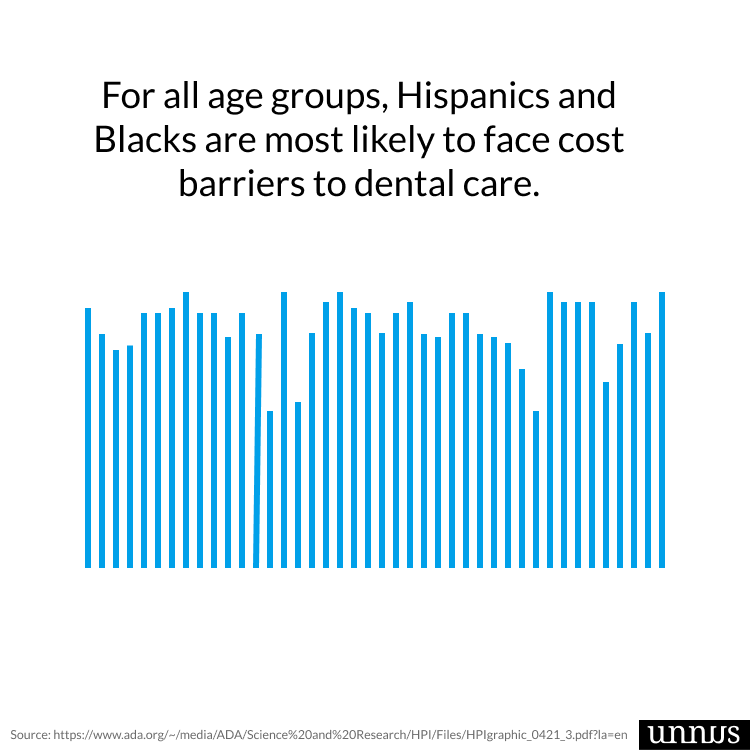 For all age groups, Hispanics and
Blacks are most likely to face cost
barriers to dental care.
Source: https://www.ada.org/~/media/ADA/Science%20and%20Research/HPI/Files/HPIgraphic_0421_3.pdf?la=en
unnus